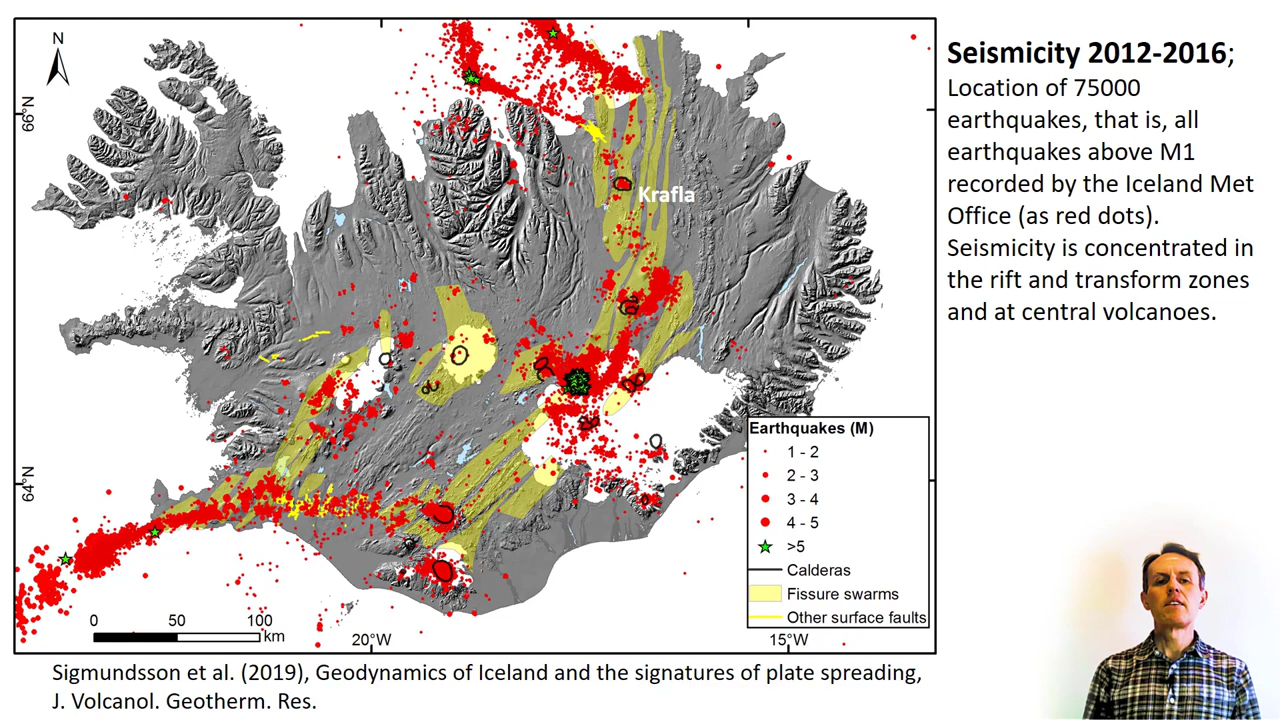 N
66°N
64°N
Krafla
Earthquakes (M)
1 - 2
2 - 3
3 - 4
4 - 5
>5
Calderas
Fissure swarms
Other surface faults
0 50 100
km
20°W
15°W
Sigmundsson et al. (2019), Geodynamics of Iceland and the signatures of plate spreading,
J. Volcanol. Geotherm. Res.
Seismicity 2012-2016;
Location of 75000
earthquakes, that is, all
earthquakes above M1
recorded by the Iceland Met
Office (as red dots).
Seismicity is concentrated in
the rift and transform zones
and at central volcanoes.